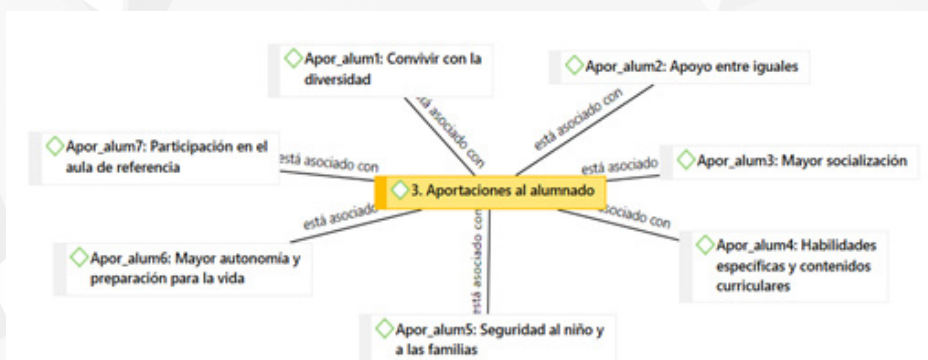 Apor_alum1: Convivir con la
diversidad
Apor_alum2: Apoyo entre iguales
está asociado con
está asociado con
Apor_alum7: Participación en el
aula de referencia
está asociado con
está asociado
Apor_alum3: Mayor socialización
3. Aportaciones al alumnado
está asociado
asociado con
Apor_alum4: Habilidades
específicas y contenidos
curriculares
Apor_alum6: Mayor autonomía y
preparación para la vida
está asociado con
Apor_alum5: Seguridad al niño y
a las familias